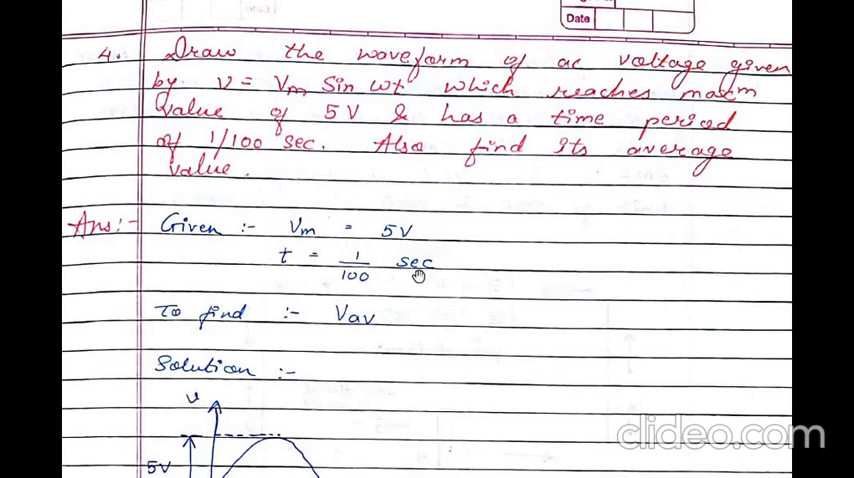 Date
4. Draw the waveform of ac voltage given
by v = Vm Sin wt which reaches maxm
Value of 5V & has a time period
of 1/100 sec. Also find its average
value.
Ans:- Given :- Vm = 5V
t = 1/100 sec
To find :- Vav
Solution :-
v
5V
clideo.com